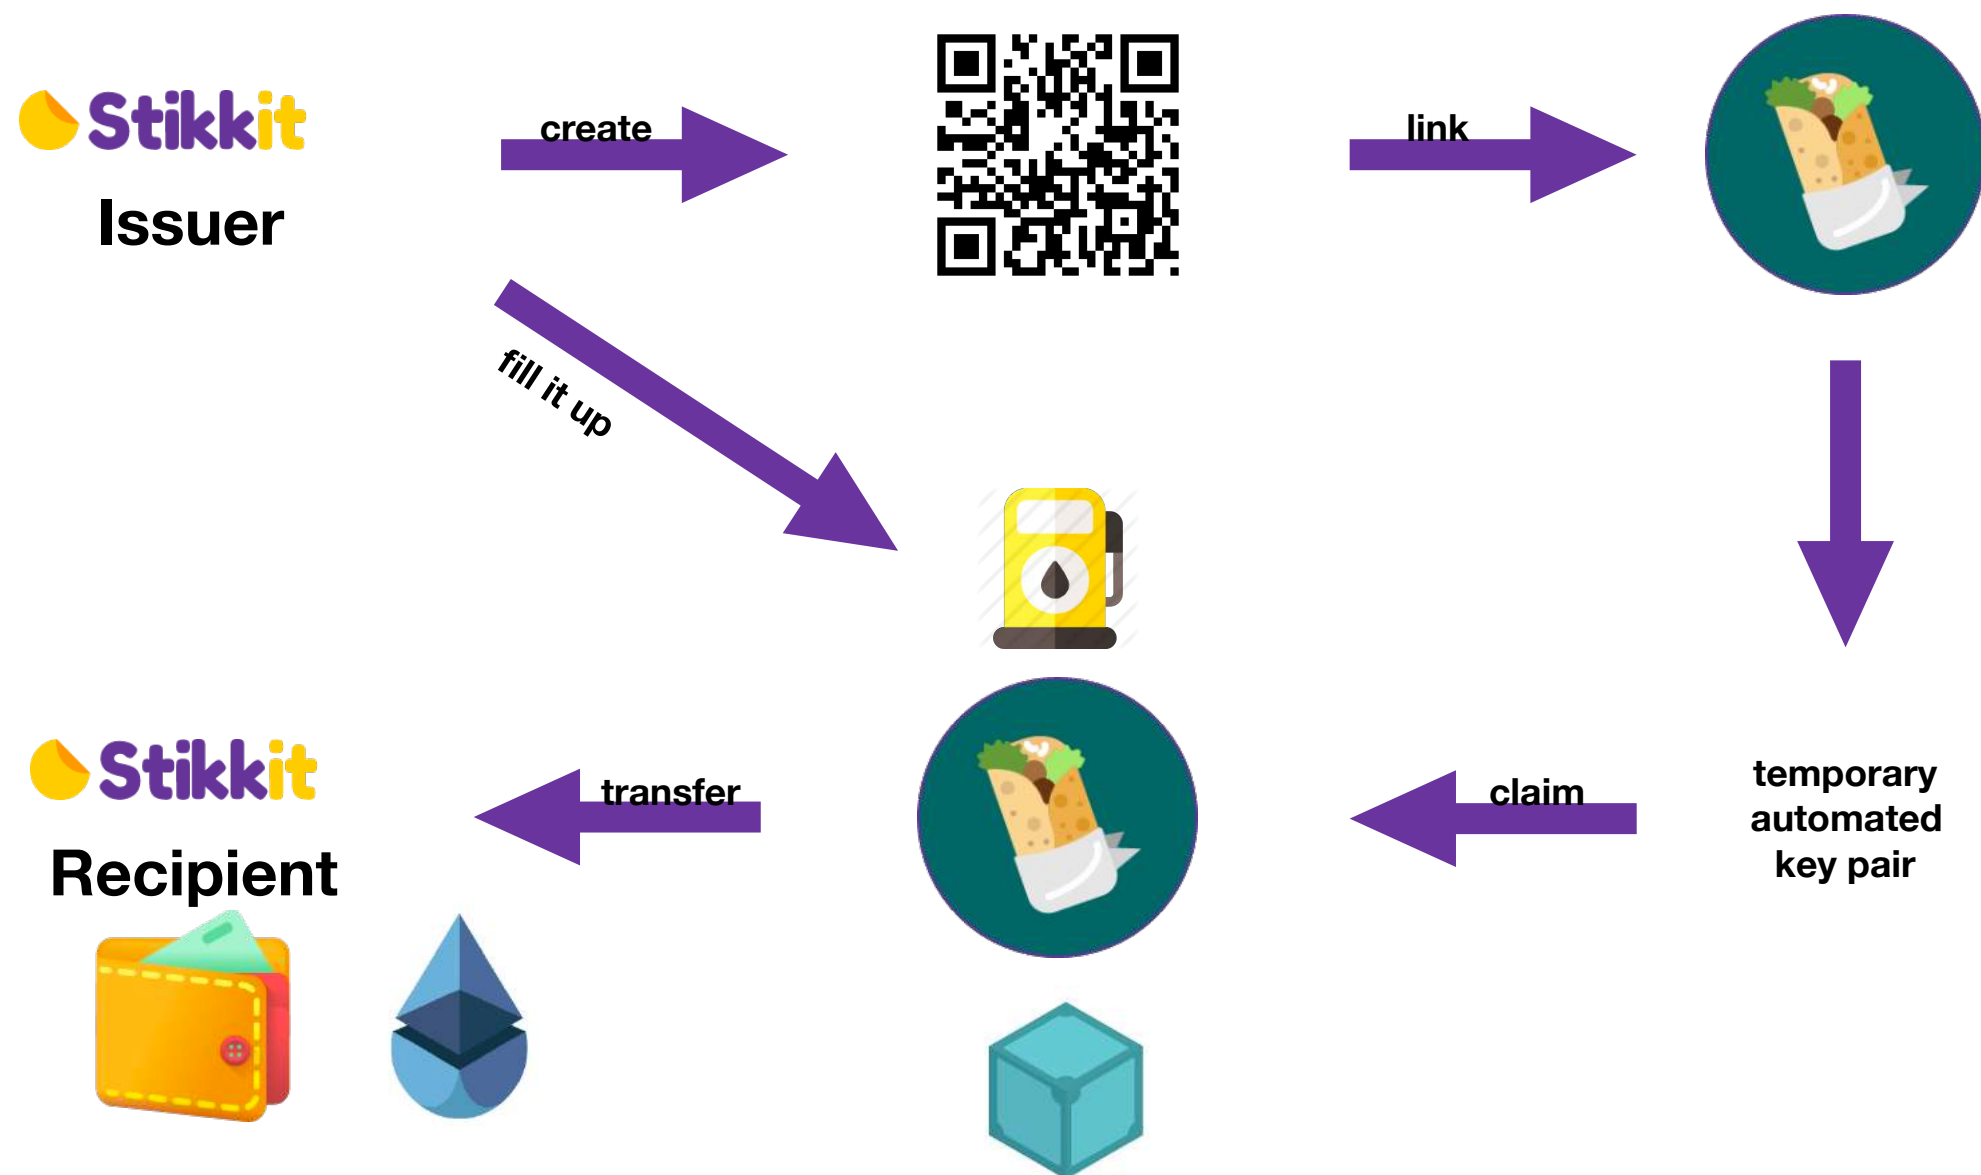 Stikkit
Issuer
create
link
fill it up
Stikkit
Recipient
transfer
claim
temporary
automated
key pair